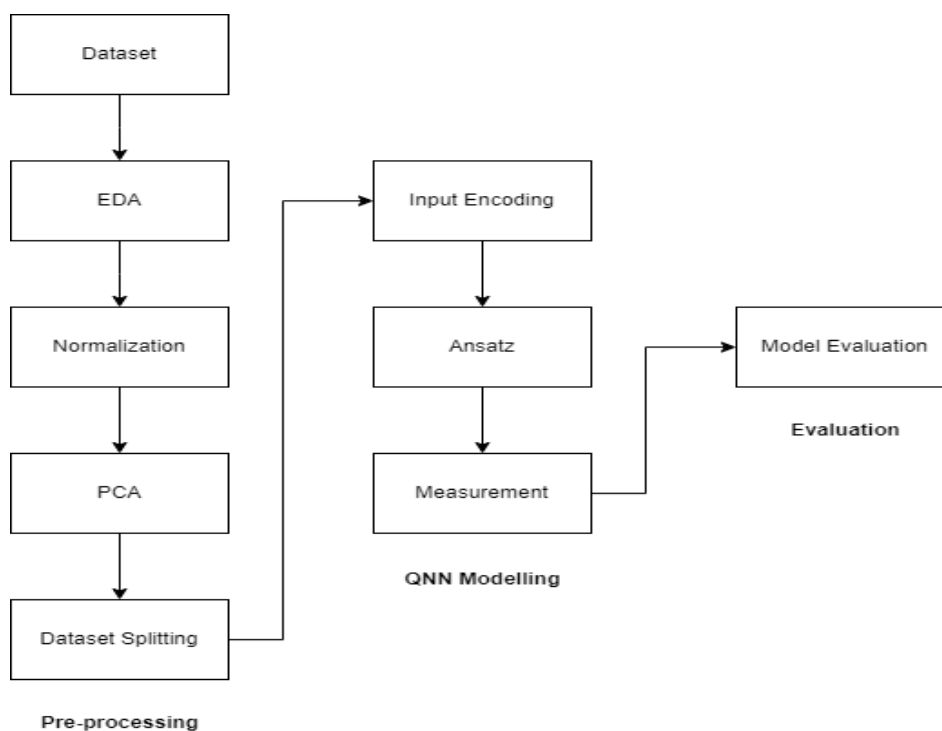 Dataset
EDA
Normalization
PCA
Dataset Splitting
Pre-processing
Input Encoding
Ansatz
Measurement
QNN Modelling
Model Evaluation
Evaluation